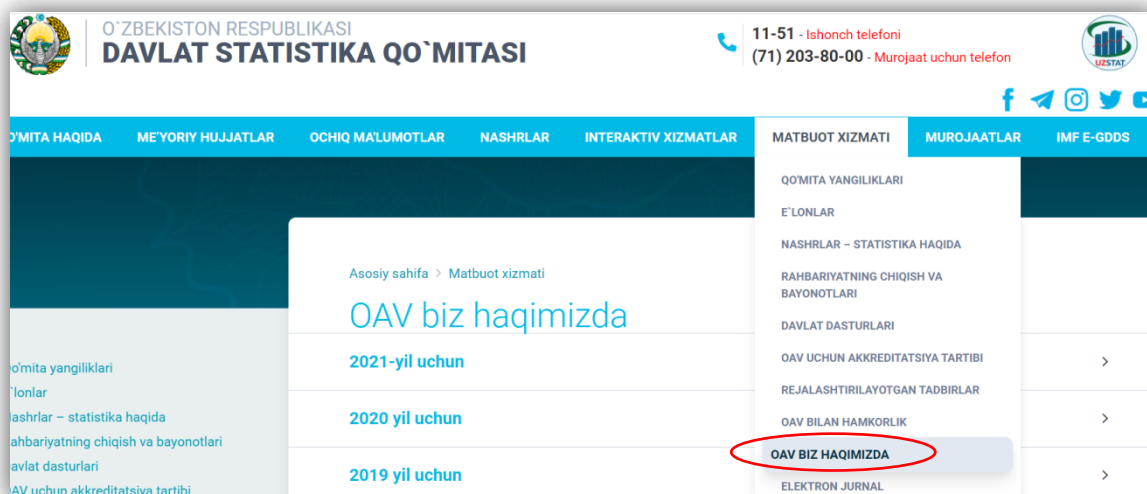 O`ZBEKISTON RESPUBLIKASI
DAVLAT STATISTIKA QO`MITASI
11-51 - Ishonch telefoni
(71) 203-80-00 - Murojaat uchun telefon
UZSTAT
O'MITA HAQIDA ME'YORIY HUJJATLAR OCHIQ MA'LUMOTLAR NASHRLAR INTERAKTIV XIZMATLAR MATBUOT XIZMATI MUROJAATLAR IMF E-GDDS
QO'MITA YANGILIKLARI
E`LONLAR
NASHRLAR – STATISTIKA HAQIDA
RAHBARIYATNING CHIQISH VA
BAYONOTLARI
DAVLAT DASTURLARI
OAV UCHUN AKKREDITATSIYA TARTIBI
REJALASHTIRILAYOTGAN TADBIRLAR
OAV BILAN HAMKORLIK
OAV BIZ HAQIMIZDA
ELEKTRON JURNAL
Asosiy sahifa > Matbuot xizmati
OAV biz haqimizda
2021-yil uchun
2020 yil uchun
2019 yil uchun
o'mita yangiliklari
`lonlar
ashrlar – statistika haqida
ahbariyatning chiqish va bayonotlari
avlat dasturlari
AV uchun akkreditatsiya tartibi